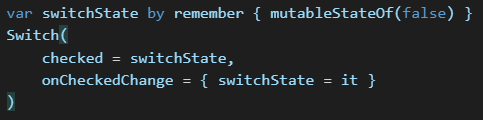 var switchState by remember { mutableStateOf(false) }
Switch(
    checked = switchState,
    onCheckedChange = { switchState = it }
)